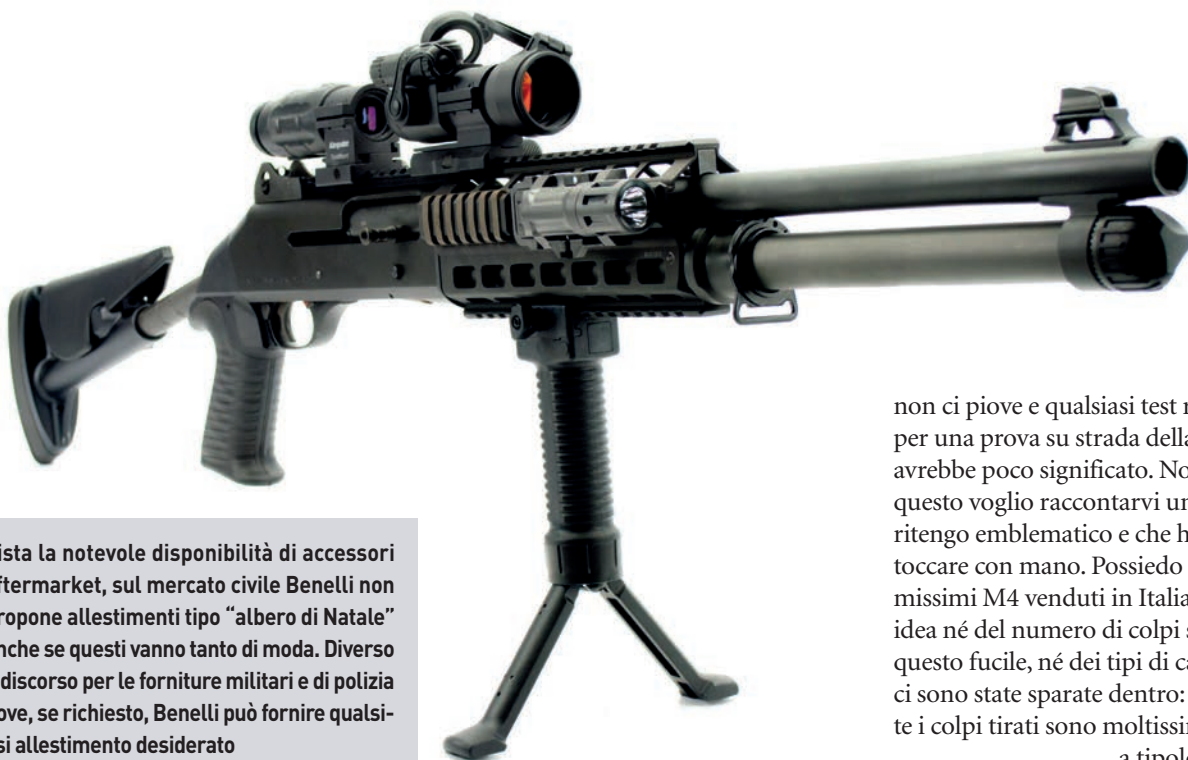 ista la notevole disponibilità di accessori
ftermarket, sul mercato civile Benelli non
ropone allestimenti tipo “albero di Natale”
nche se questi vanno tanto di moda. Diverso
discorso per le forniture militari e di polizia
ove, se richiesto, Benelli può fornire qualsi-
si allestimento desiderato
non ci piove e qualsiasi test
per una prova su strada della
avrebbe poco significato. No
questo voglio raccontarvi un
ritengo emblematico e che h
toccare con mano. Possiedo
missimi M4 venduti in Italia
idea né del numero di colpi s
questo fucile, né dei tipi di ca
ci sono state sparate dentro:
te i colpi tirati sono moltissim
a tipolo